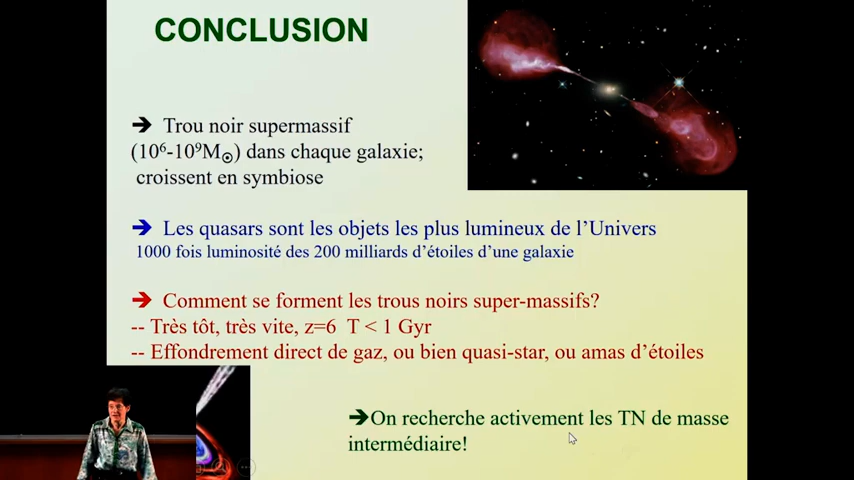 CONCLUSION
➔ Trou noir supermassif
(10⁶-10⁹M☉) dans chaque galaxie;
croissent en symbiose
➔ Les quasars sont les objets les plus lumineux de l’Univers
1000 fois luminosité des 200 milliards d’étoiles d’une galaxie
➔ Comment se forment les trous noirs super-massifs?
-- Très tôt, très vite, z=6 T < 1 Gyr
-- Effondrement direct de gaz, ou bien quasi-star, ou amas d’étoiles
➔On recherche activement les TN de masse
intermédiaire!